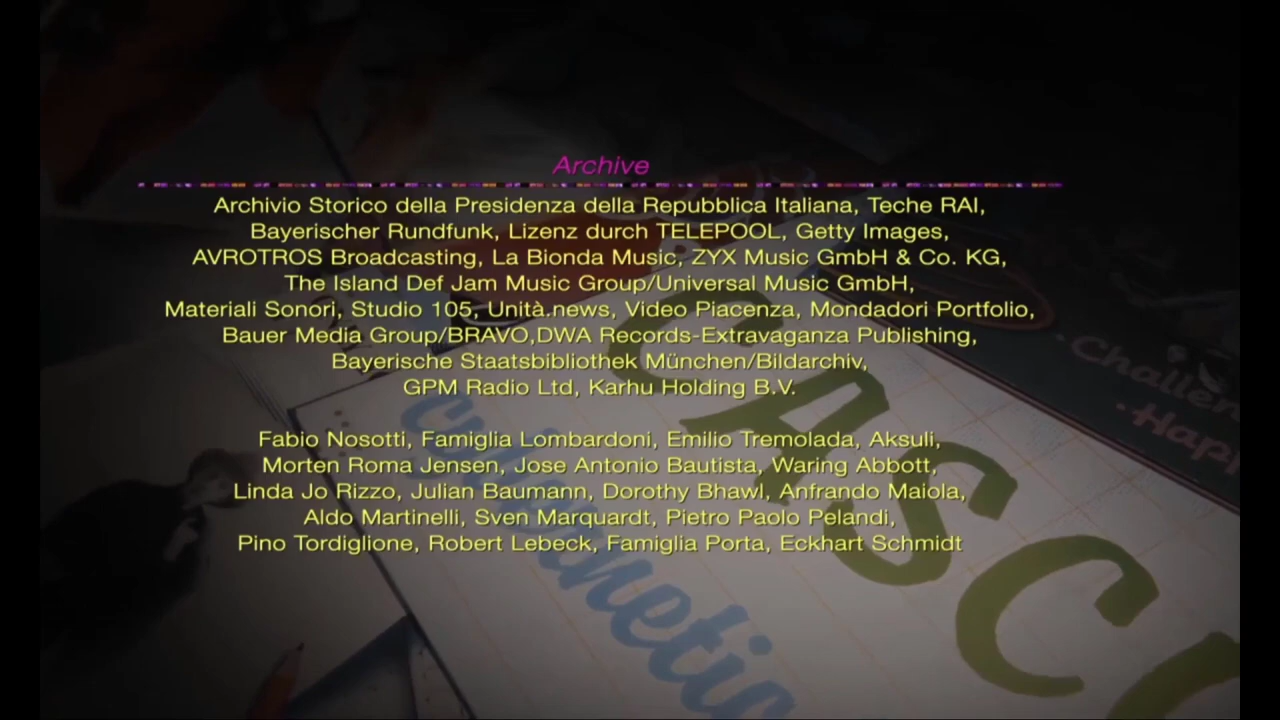 Archive
Archivio Storico della Presidenza della Repubblica Italiana, Teche RAI,
Bayerischer Rundfunk, Lizenz durch TELEPOOL, Getty Images,
AVROTROS Broadcasting, La Bionda Music, ZYX Music GmbH & Co. KG,
The Island Def Jam Music Group/Universal Music GmbH,
Materiali Sonori, Studio 105, Unità.news, Video Piacenza, Mondadori Portfolio,
Bauer Media Group/BRAVO,DWA Records-Extravaganza Publishing,
Bayerische Staatsbibliothek München/Bildarchiv,
GPM Radio Ltd, Karhu Holding B.V.
Fabio Nosotti, Famiglia Lombardoni, Emilio Tremolada, Aksuli,
Morten Roma Jensen, Jose Antonio Bautista, Waring Abbott,
Linda Jo Rizzo, Julian Baumann, Dorothy Bhawl, Anfrando Maiola,
Aldo Martinelli, Sven Marquardt, Pietro Paolo Pelandi,
Pino Tordiglione, Robert Lebeck, Famiglia Porta, Eckhart Schmidt